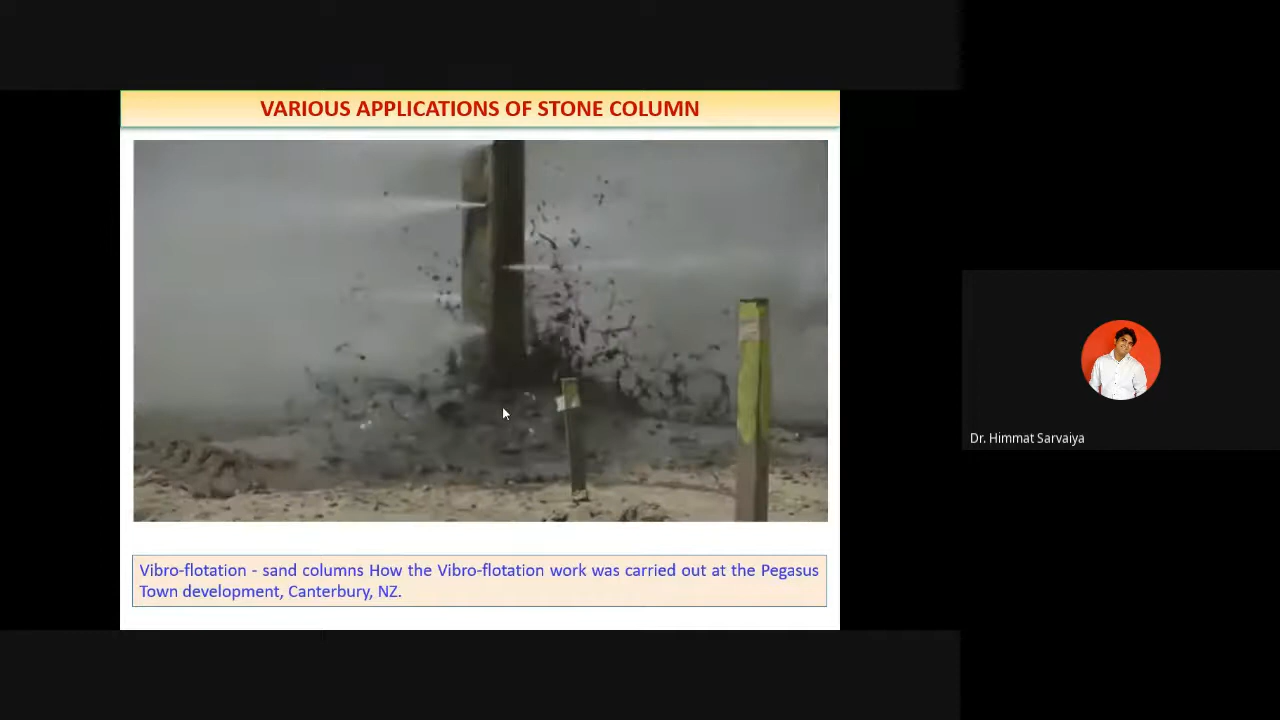 VARIOUS APPLICATIONS OF STONE COLUMN
Vibro-flotation - sand columns How the Vibro-flotation work was carried out at the Pegasus
Town development, Canterbury, NZ.
Dr. Himmat Sarvaiya